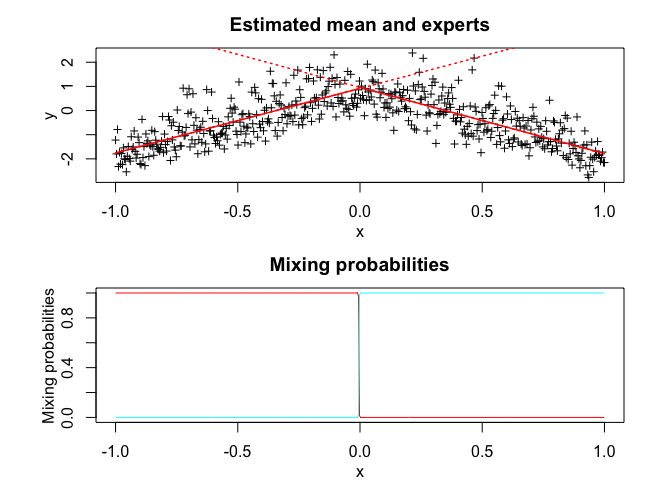 Estimated mean and experts
y
2
1
0
-2
-1.0 -0.5 0.0 0.5 1.0
x
Mixing probabilities
Mixing probabilities
0.8
0.4
0.0
-1.0 -0.5 0.0 0.5 1.0
x